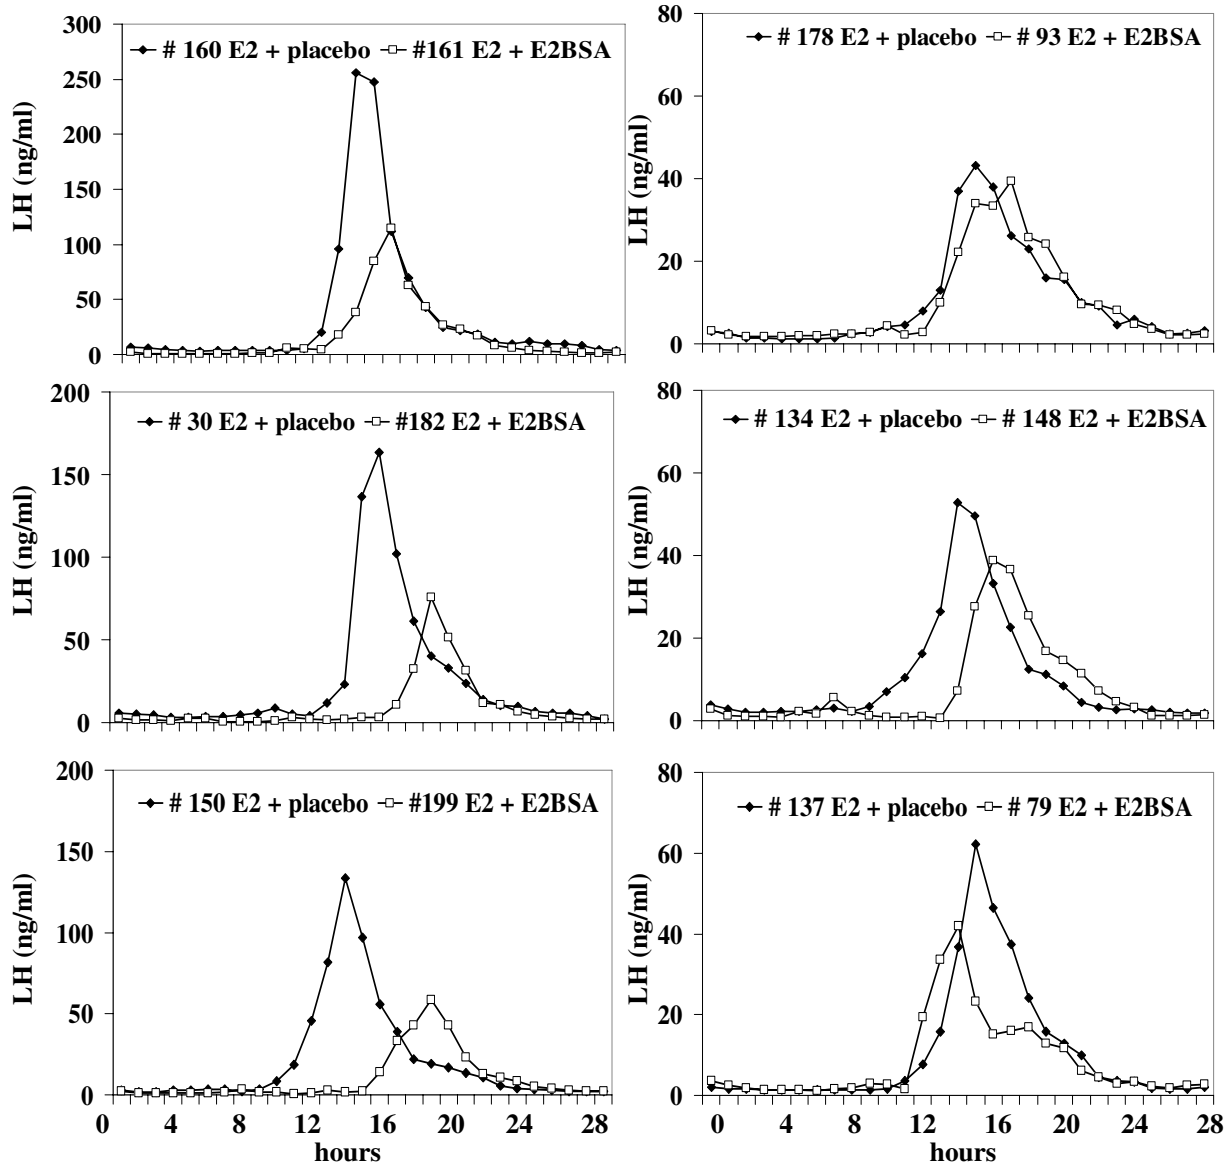 # 160 E2 + placebo #161 E2 + E2BSA
300
250
200
150
100
50
0
LH (ng/ml)
# 178 E2 + placebo # 93 E2 + E2BSA
80
60
40
20
0
LH (ng/ml)
# 30 E2 + placebo #182 E2 + E2BSA
200
150
100
50
0
LH (ng/ml)
# 134 E2 + placebo # 148 E2 + E2BSA
80
60
40
20
0
LH (ng/ml)
# 150 E2 + placebo #199 E2 + E2BSA
200
150
100
50
0
LH (ng/ml)
0 4 8 12 16 20 24 28
hours
# 137 E2 + placebo # 79 E2 + E2BSA
80
60
40
20
0
LH (ng/ml)
0 4 8 12 16 20 24 28
hours